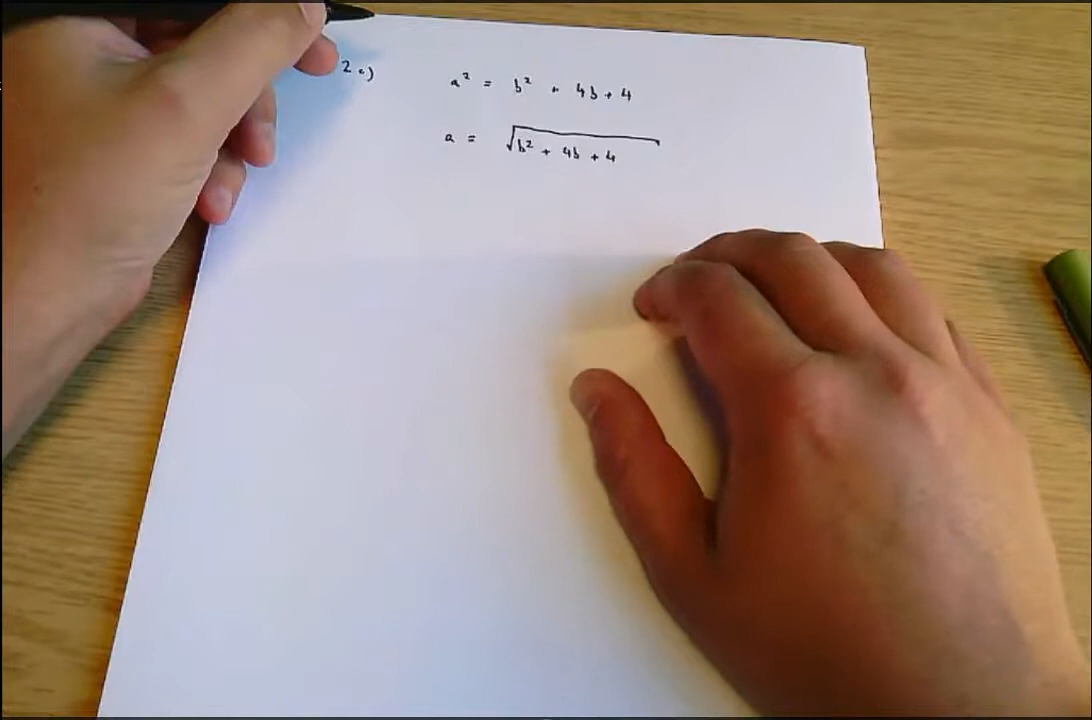 2c)
a² = b² + 4b + 4
a = √(b² + 4b + 4)